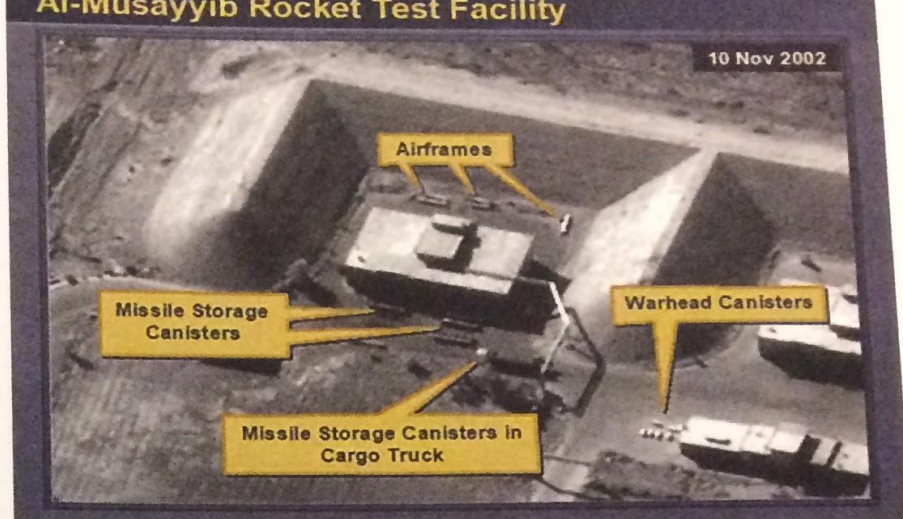 Al-Musayyib Rocket Test Facility
10 Nov 2002
Airframes
Missile Storage
Canisters
Warhead Canisters
Missile Storage Canisters in
Cargo Truck